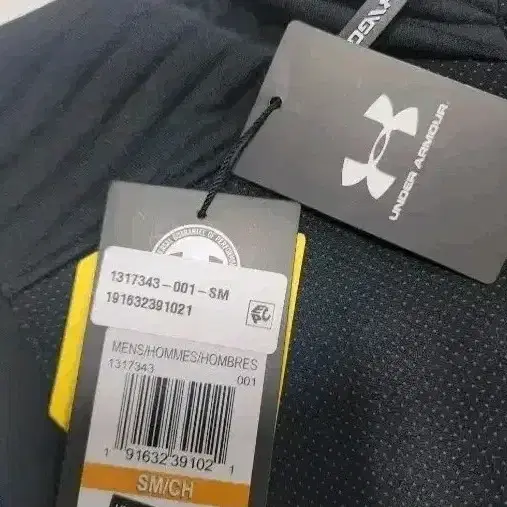 UNDER ARMOUR.
1317343-001-SM
191632391021
MENS/HOMMES/HOMBRES
1317343 001
1 91632 39102 1
SM/CH